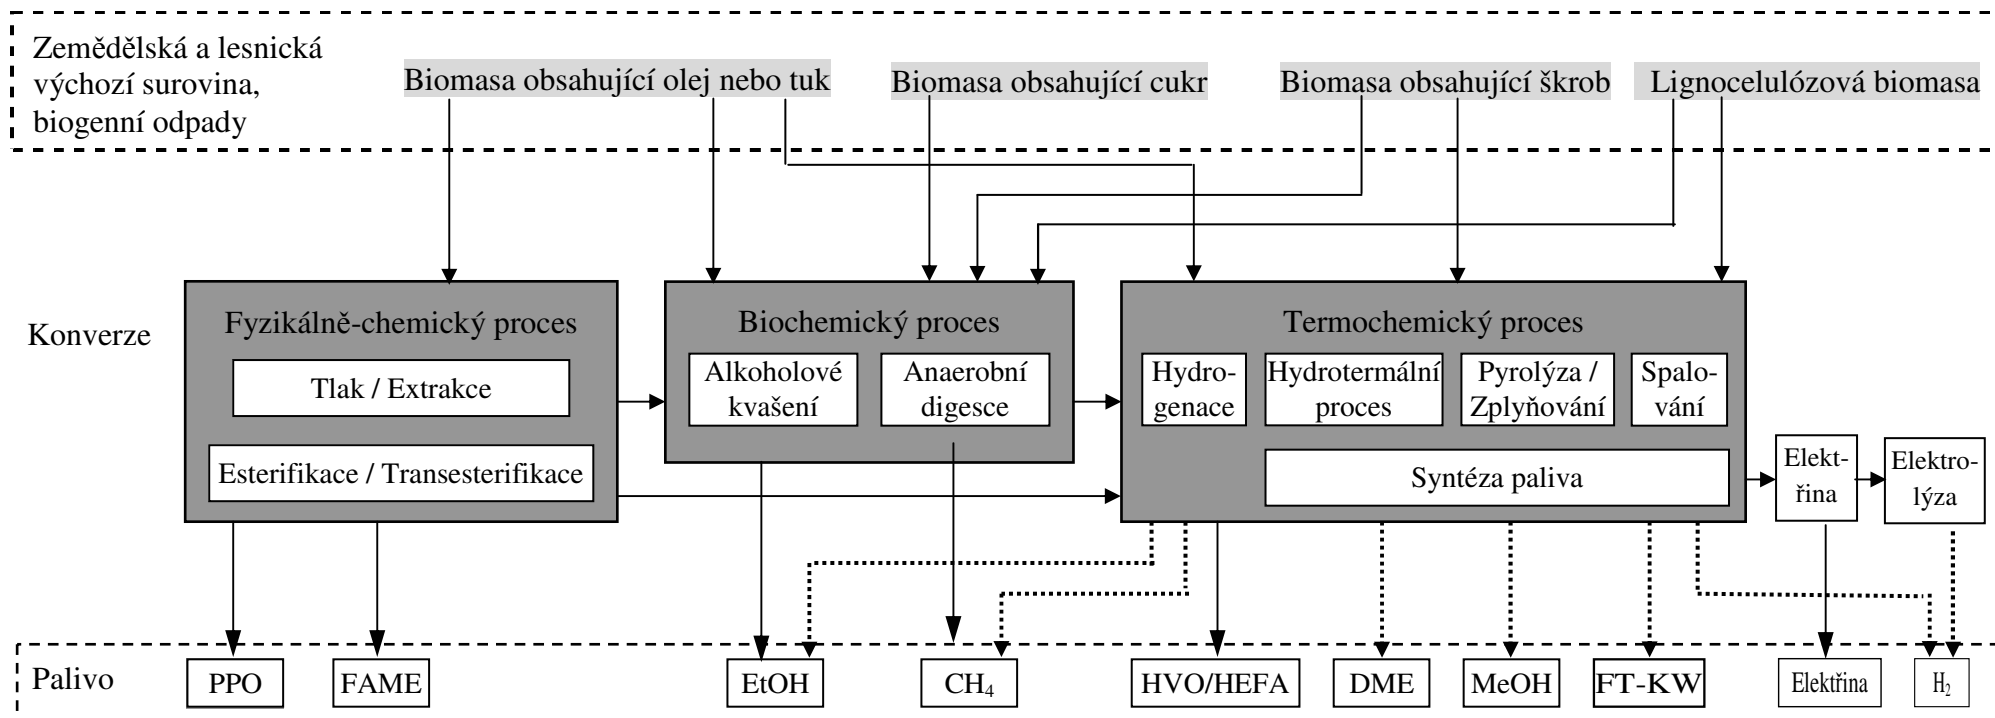 Zemědělská a lesnická
výchozí surovina,
biogenní odpady
Biomasa obsahující olej nebo tuk
Biomasa obsahující cukr
Biomasa obsahující škrob
Lignocelulózová biomasa
Konverze
Fyzikálně-chemický proces
Tlak / Extrakce
Esterifikace / Transesterifikace
Biochemický proces
Alkoholové
kvašení
Anaerobní
digesce
Termochemický proces
Hydro-
genace
Hydrotermální
proces
Pyrolýza /
Zplyňování
Spalo-
vání
Syntéza paliva
Elekt-
řina
Elektro-
lýza
Palivo
PPO
FAME
EtOH
CH₄
HVO/HEFA
DME
MeOH
FT-KW
Elektřina
H₂